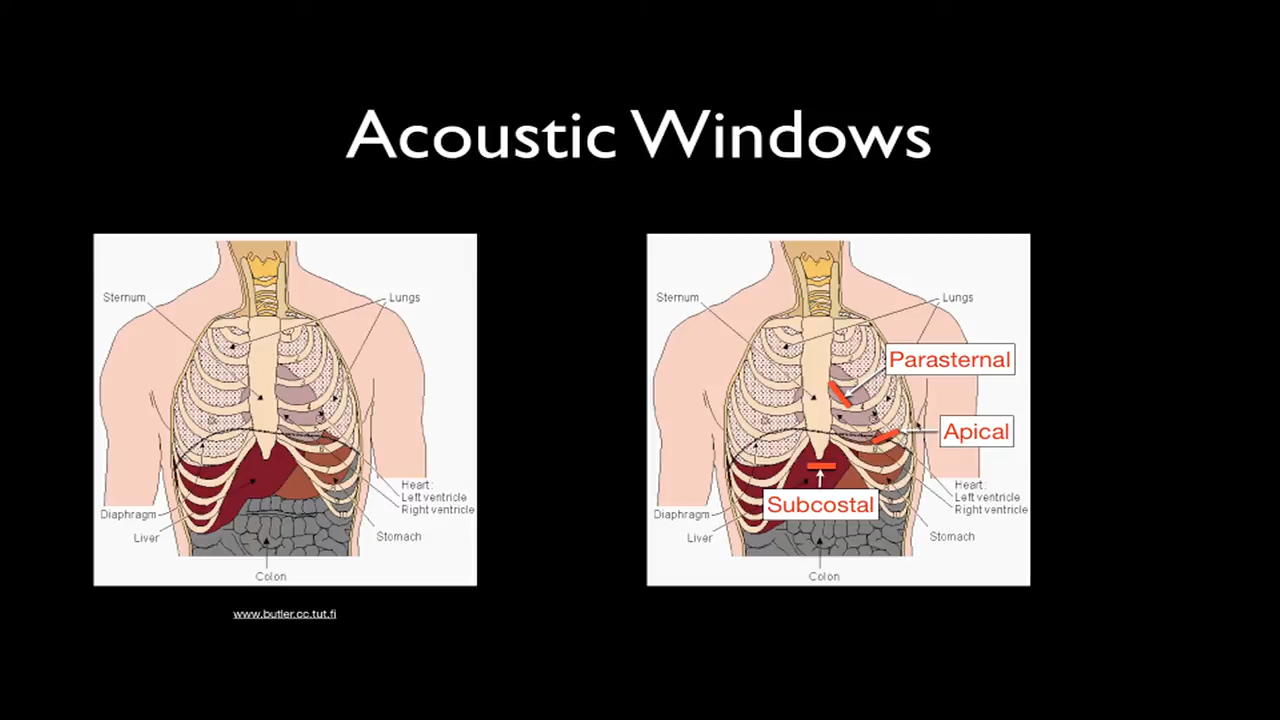 Acoustic Windows
Sternum
Lungs
Heart:
Left ventricle
Right ventricle
Diaphragm
Liver
Stomach
Colon
www.butler.cc.tut.fi
Sternum
Lungs
Parasternal
Apical
Subcostal
Heart:
Left ventricle
Right ventricle
Diaphragm
Liver
Stomach
Colon